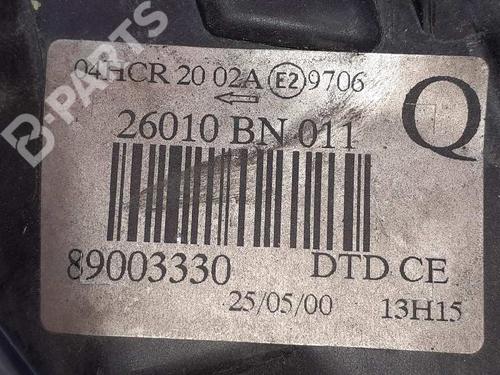 B-PARTS
04HCR 20 02A E2 9706
Q
26010 BN 011
89003330 DTD CE
25/05/00 13H15